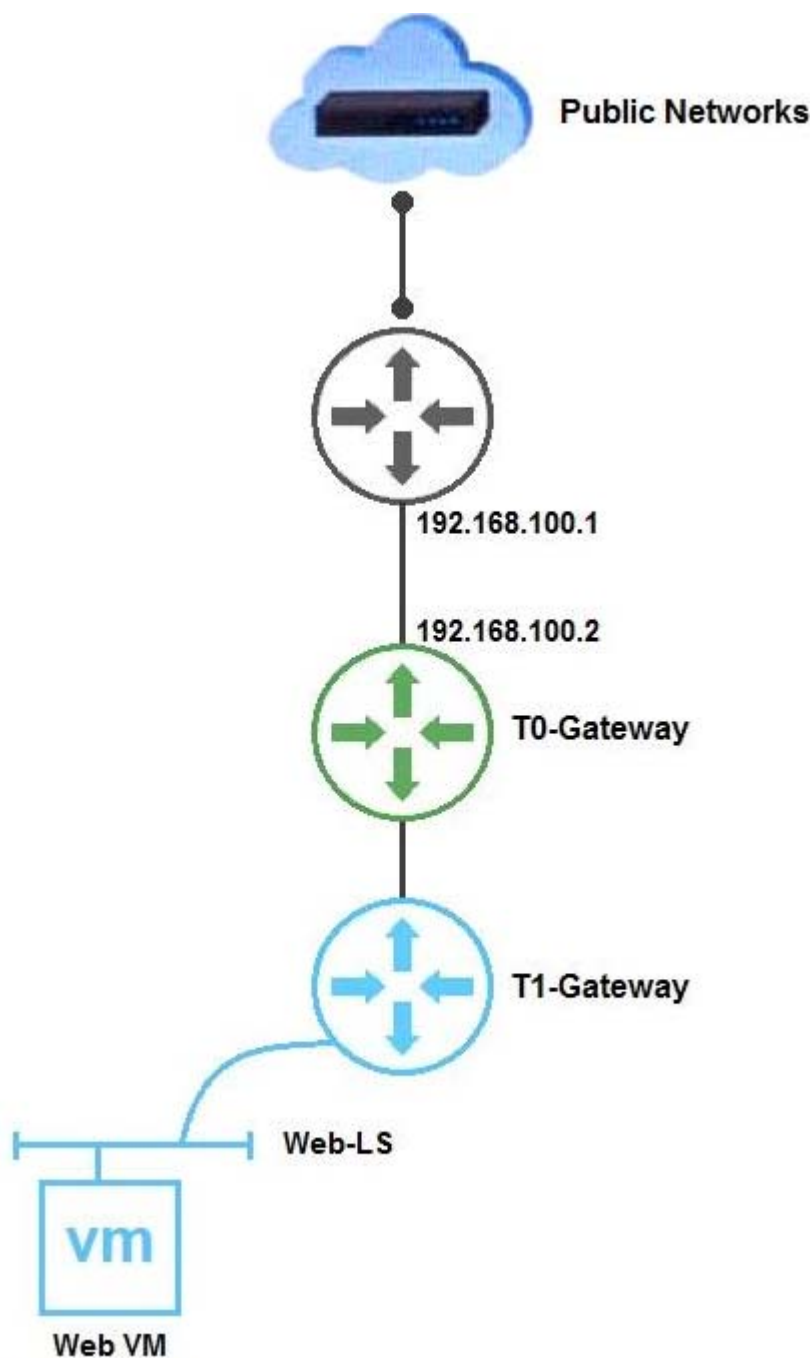 Public Networks
192.168.100.1
192.168.100.2
T0-Gateway
T1-Gateway
Web-LS
vm
Web VM